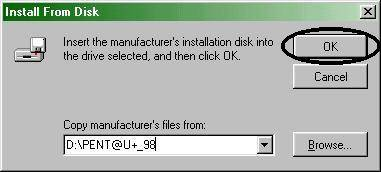 Install From Disk
Insert the manufacturer's installation disk into
the drive selected, and then click OK.
OK
Cancel
Copy manufacturer's files from:
D:\PENT@U+_98
Browse...